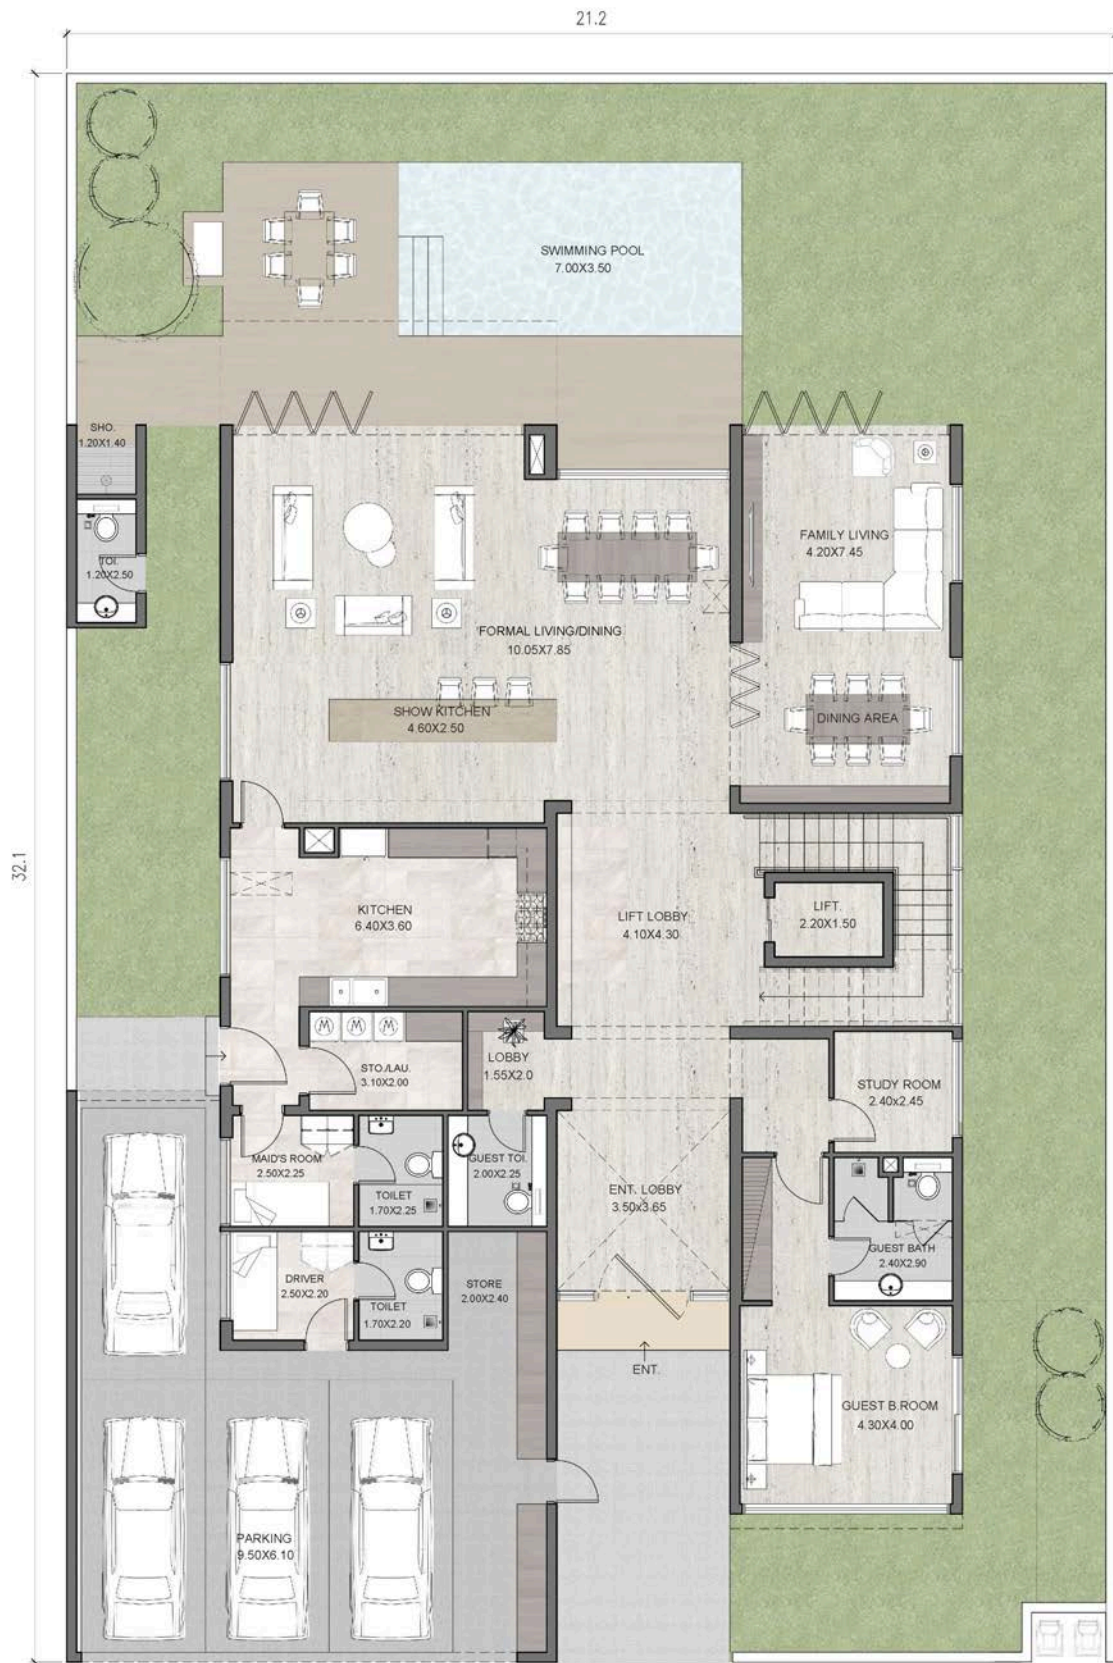 21.2
32.1
SWIMMING POOL
7.00X3.50
SHO.
1.20X1.40
TOI.
1.20X2.50
FAMILY LIVING
4.20X7.45
FORMAL LIVING/DINING
10.05X7.85
SHOW KITCHEN
4.60X2.50
DINING AREA
KITCHEN
6.40X3.60
LIFT LOBBY
4.10X4.30
LIFT.
2.20X1.50
M M M
STO./LAU.
3.10X2.00
LOBBY
1.55X2.0
STUDY ROOM
2.40x2.45
MAID'S ROOM
2.50X2.25
TOILET
1.70X2.25
GUEST TOI.
2.00X2.25
ENT. LOBBY
3.50x3.65
GUEST BATH
2.40X2.90
DRIVER
2.50X2.20
TOILET
1.70X2.20
STORE
2.00X2.40
ENT.
GUEST B.ROOM
4.30X4.00
PARKING
9.50X6.10